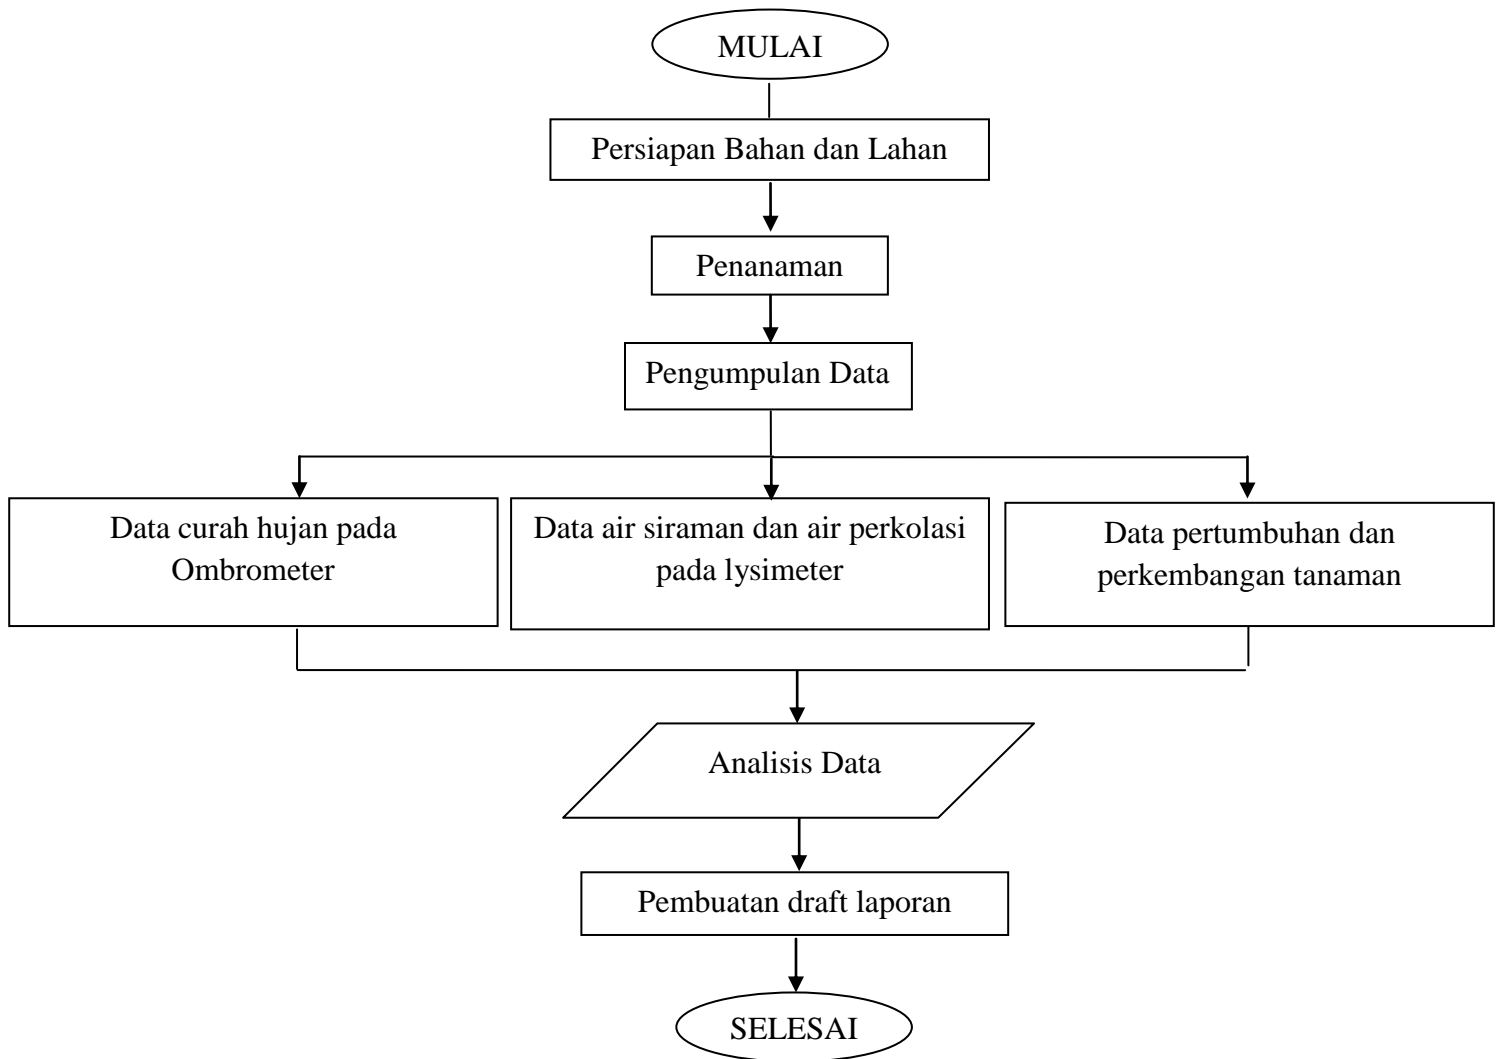 MULAI
Persiapan Bahan dan Lahan
Penanaman
Pengumpulan Data
Data curah hujan pada
Ombrometer
Data air siraman dan air perkolasi
pada lysimeter
Data pertumbuhan dan
perkembangan tanaman
Analisis Data
Pembuatan draft laporan
SELESAI